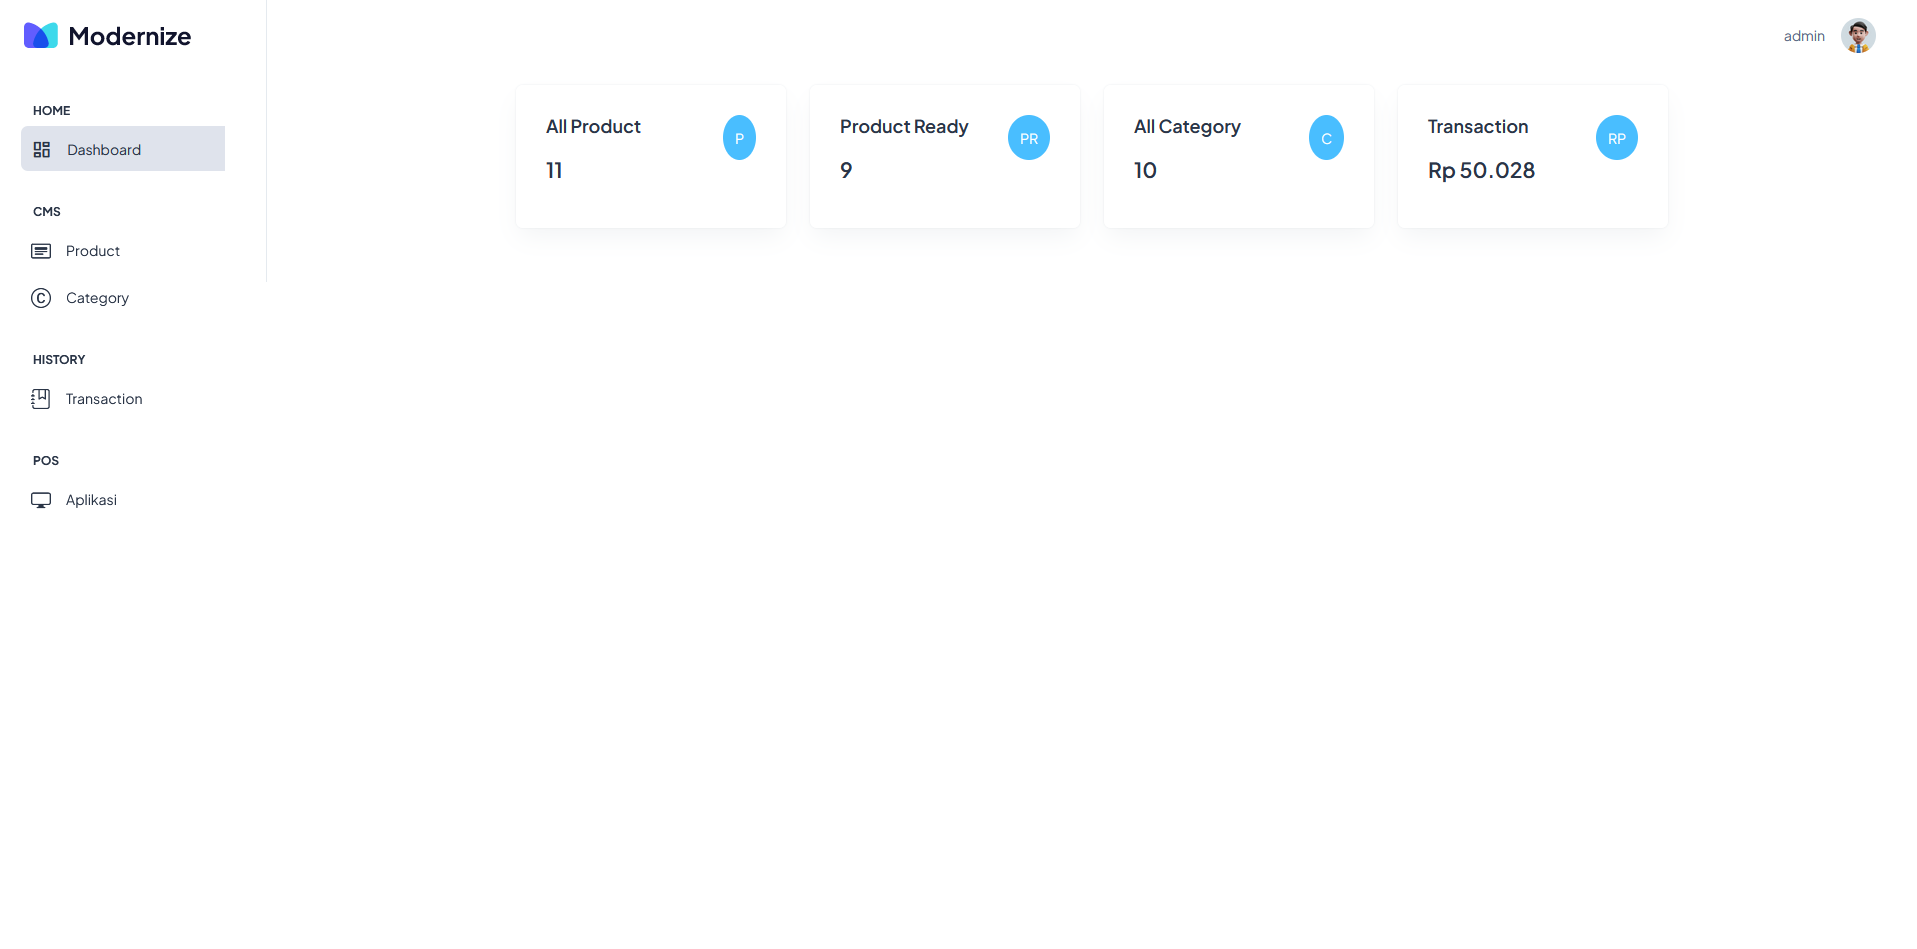 Modernize
admin
HOME
Dashboard
CMS
Product
Category
HISTORY
Transaction
POS
Aplikasi
All Product
P
11
Product Ready
PR
9
All Category
C
10
Transaction
RP
Rp 50.028